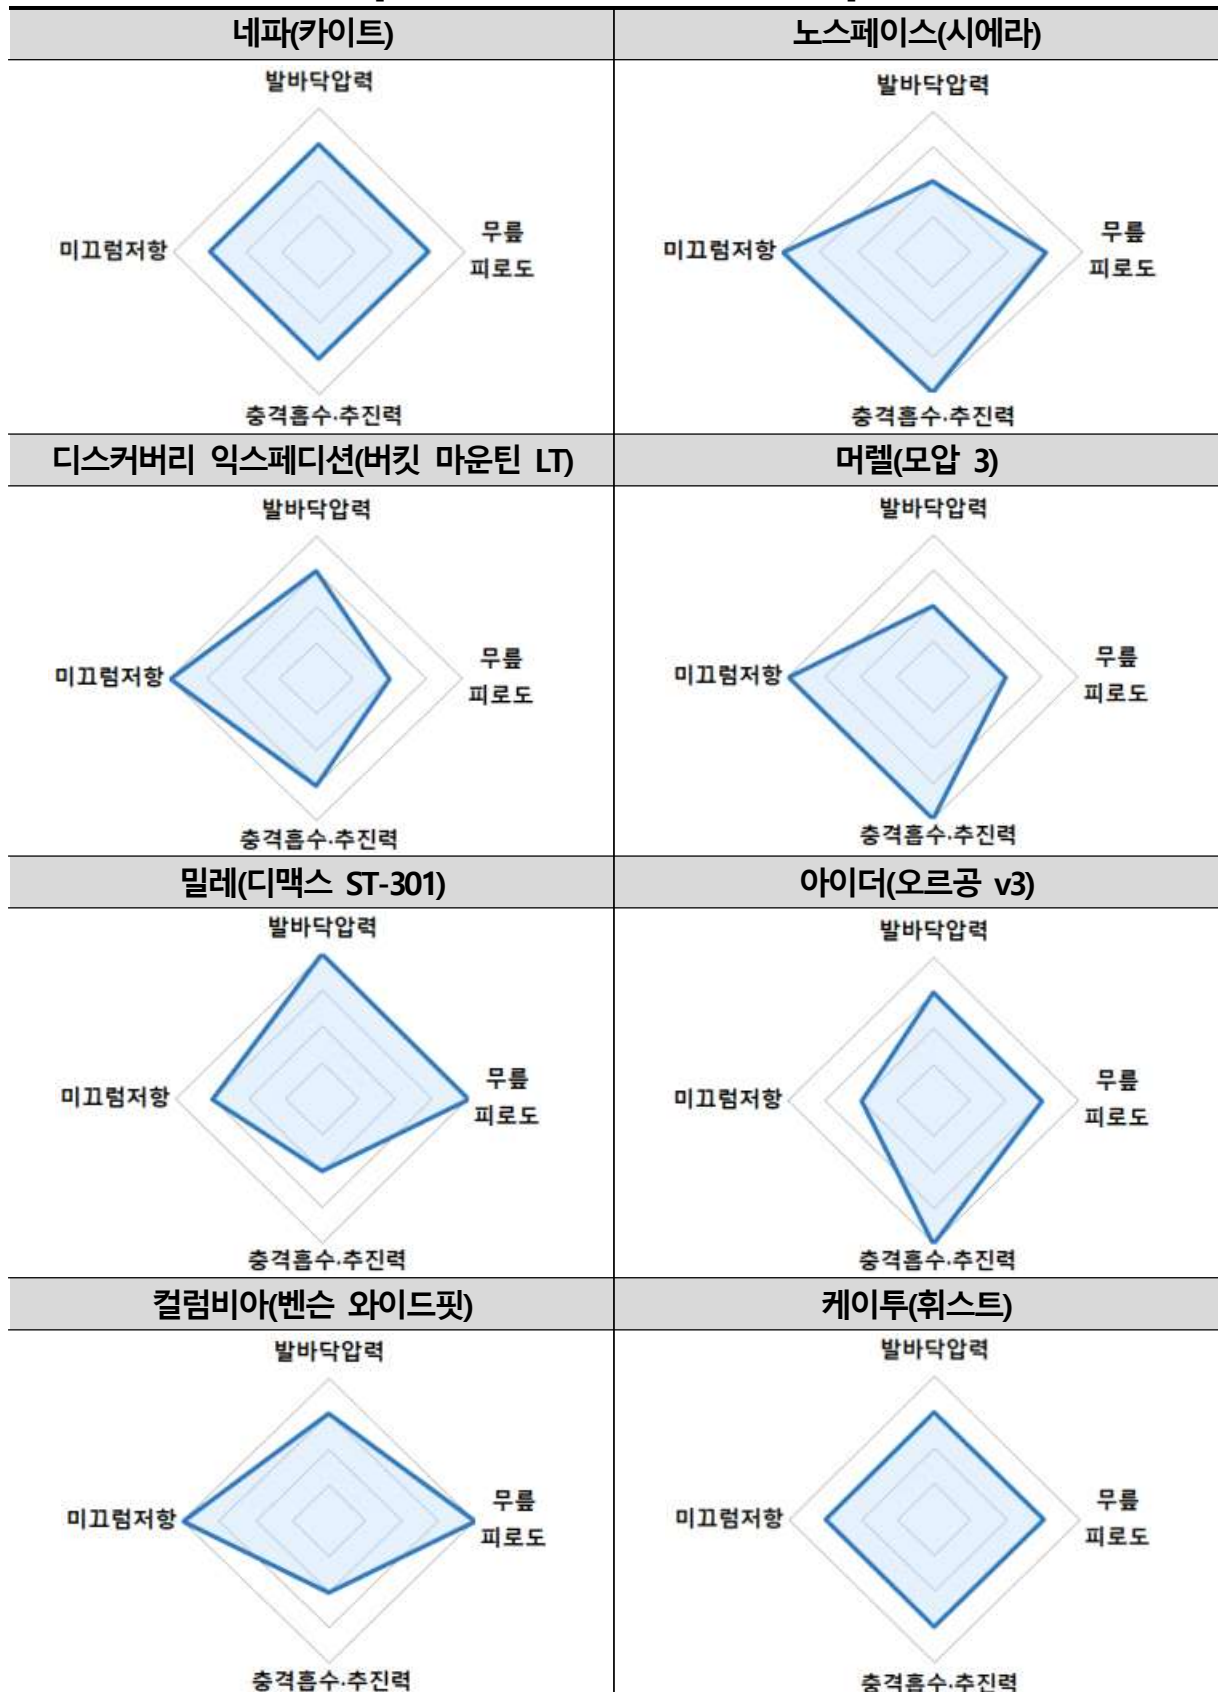 네파(카이트)
노스페이스(시에라)
발바닥압력
미끄럼저항
무릎
피로도
충격흡수·추진력
발바닥압력
미끄럼저항
무릎
피로도
충격흡수·추진력
디스커버리 익스페디션(버킷 마운틴 LT)
머렐(모압 3)
발바닥압력
미끄럼저항
무릎
피로도
충격흡수·추진력
발바닥압력
미끄럼저항
무릎
피로도
충격흡수·추진력
밀레(디맥스 ST-301)
아이더(오르공 v3)
발바닥압력
미끄럼저항
무릎
피로도
충격흡수·추진력
발바닥압력
미끄럼저항
무릎
피로도
충격흡수·추진력
컬럼비아(벤슨 와이드핏)
케이투(휘스트)
발바닥압력
미끄럼저항
무릎
피로도
충격흡수·추진력
발바닥압력
미끄럼저항
무릎
피로도
충격흡수·추진력